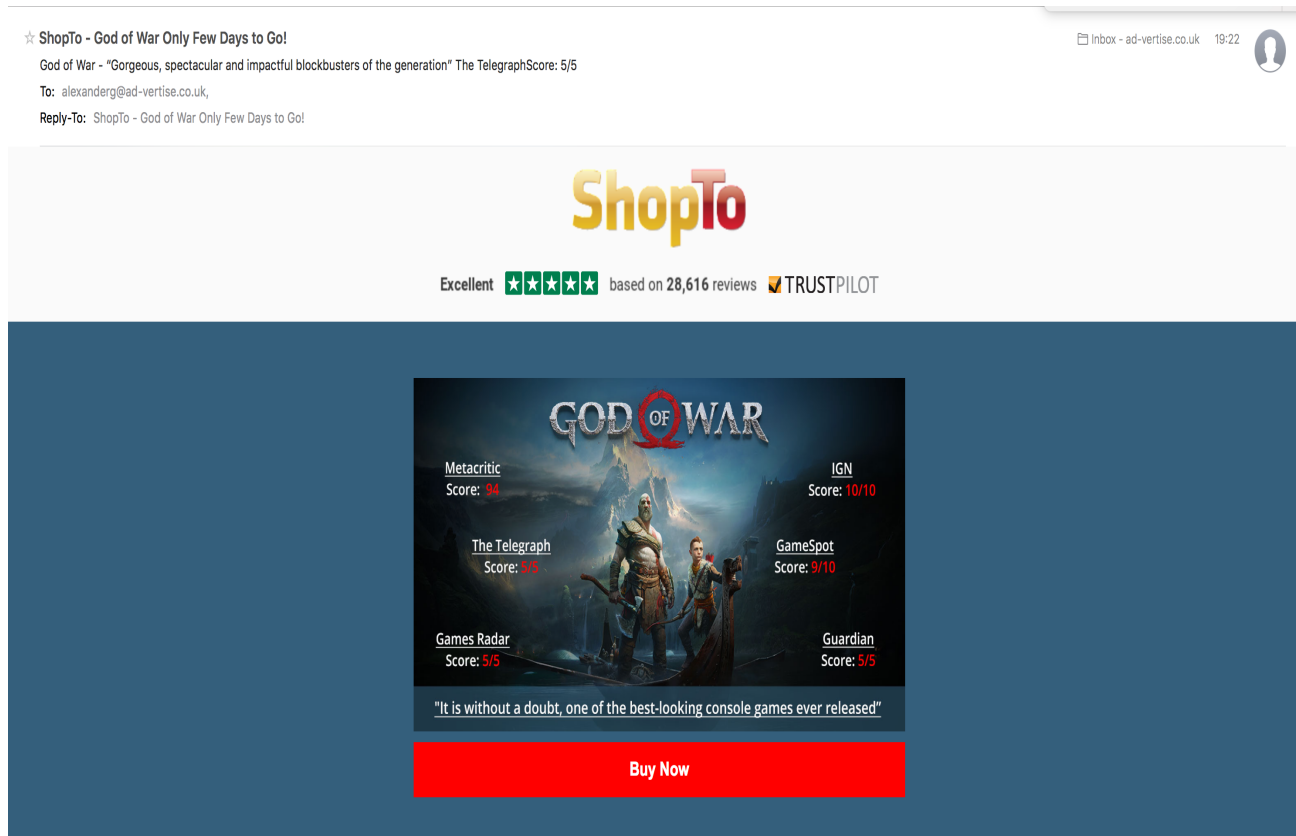 ShopTo - God of War Only Few Days to Go!
Inbox - ad-vertise.co.uk 19:22
God of War - “Gorgeous, spectacular and impactful blockbusters of the generation” The TelegraphScore: 5/5
To: alexanderg@ad-vertise.co.uk,
Reply-To: ShopTo - God of War Only Few Days to Go!
ShopTo
Excellent based on 28,616 reviews TRUSTPILOT
GOD OF WAR
Metacritic
Score: 94
IGN
Score: 10/10
The Telegraph
Score: 5/5
GameSpot
Score: 9/10
Games Radar
Score: 5/5
Guardian
Score: 5/5
"It is without a doubt, one of the best-looking console games ever released”
Buy Now